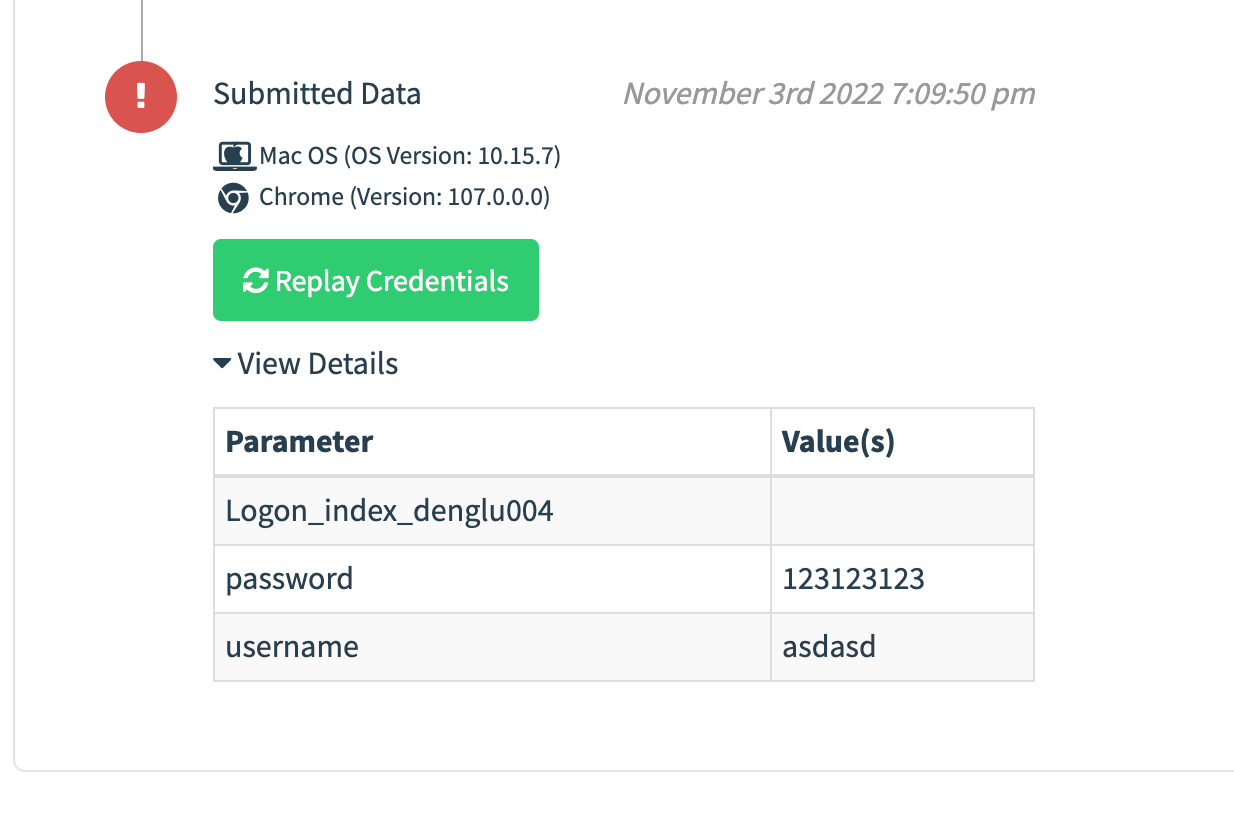 !
Submitted Data November 3rd 2022 7:09:50 pm
Mac OS (OS Version: 10.15.7)
Chrome (Version: 107.0.0.0)
Replay Credentials
View Details
Parameter Value(s)
Logon_index_denglu004
password 123123123
username asdasd